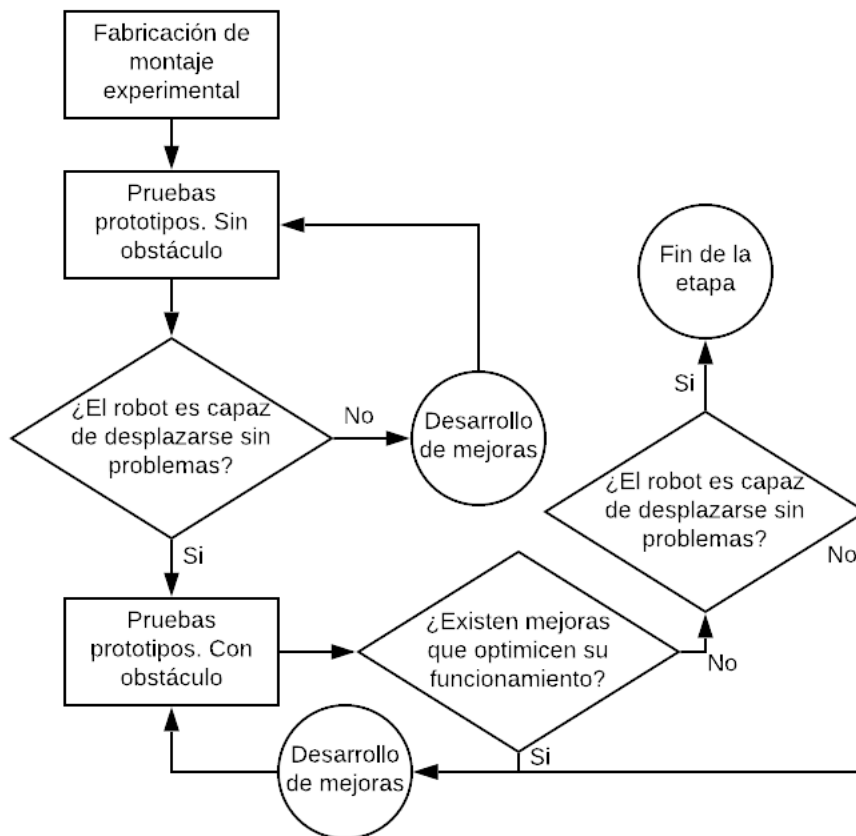 Fabricación de
montaje
experimental
Pruebas
prototipos. Sin
obstáculo
Fin de la
etapa
Si
¿El robot es capaz
de desplazarse sin
problemas?
No
Desarrollo
de mejoras
¿El robot es capaz
de desplazarse sin
problemas?
No
Si
Pruebas
prototipos. Con
obstáculo
¿Existen mejoras
que optimicen su
funcionamiento?
No
Si
Desarrollo
de mejoras